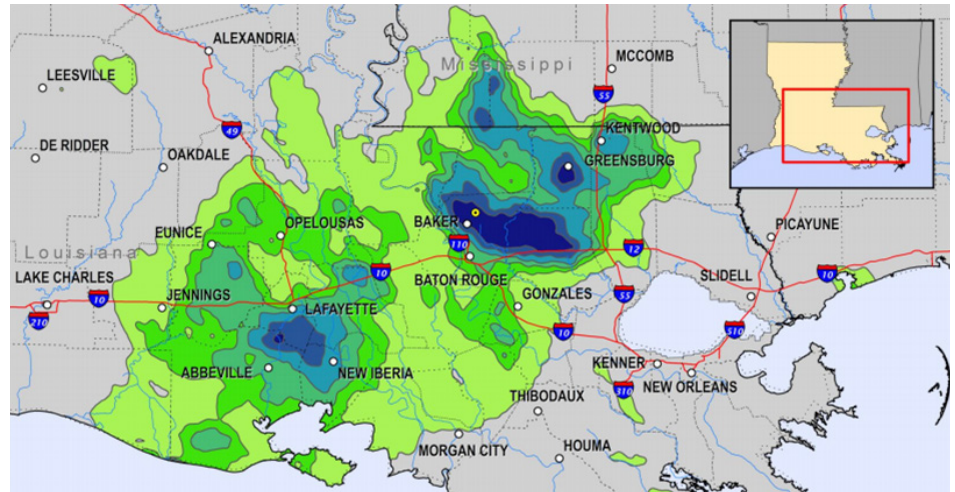 ALEXANDRIA
LEESVILLE
Mississippi
MCCOMB
55
49
KENTWOOD
DE RIDDER
OAKDALE
GREENSBURG
BAKER
OPELOUSAS
EUNICE
PICAYUNE
Louisiana
110
12
LAKE CHARLES
10
BATON ROUGE
SLIDELL
10
10
JENNINGS
LAFAYETTE
GONZALES
55
210
10
510
ABBEVILLE
NEW IBERIA
KENNER
NEW ORLEANS
310
THIBODAUX
MORGAN CITY
HOUMA